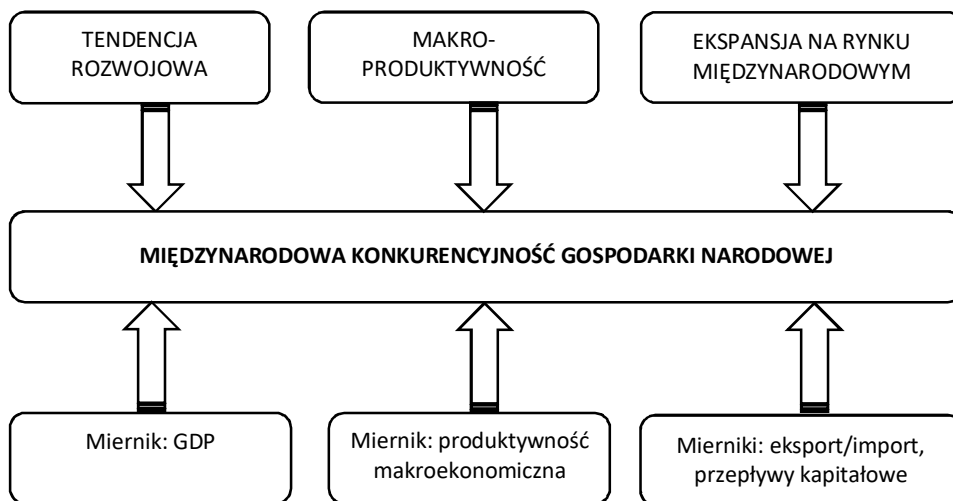 TENDENCJA
ROZWOJOWA
MAKRO-
PRODUKTYWNOŚĆ
EKSPANSJA NA RYNKU
MIĘDZYNARODOWYM
MIĘDZYNARODOWA KONKURENCYJNOŚĆ GOSPODARKI NARODOWEJ
Miernik: GDP
Miernik: produktywność
makroekonomiczna
Mierniki: eksport/import,
przepływy kapitałowe